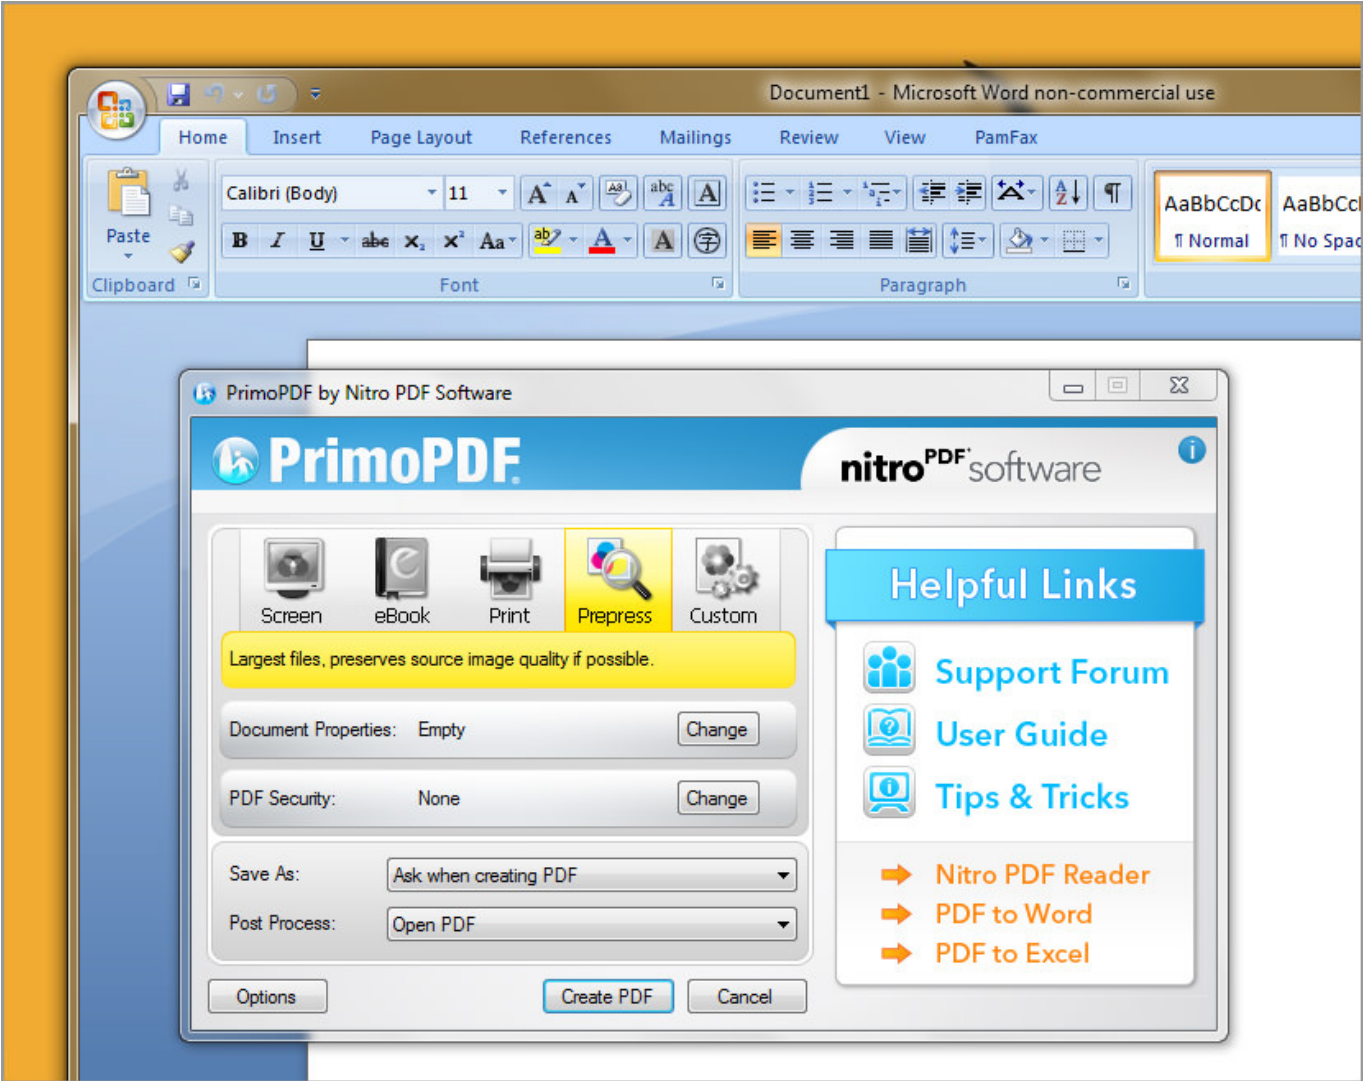 Document1 - Microsoft Word non-commercial use
Home Insert Page Layout References Mailings Review View PamFax
Calibri (Body) 11
AaBbCcDc AaBbCcI
Paste
¶ Normal ¶ No Spac
Clipboard Font Paragraph
PrimoPDF by Nitro PDF Software
PrimoPDF®
nitroPDF® software
Screen eBook Print Prepress Custom
Largest files, preserves source image quality if possible.
Document Properties: Empty Change
PDF Security: None Change
Save As: Ask when creating PDF
Post Process: Open PDF
Options Create PDF Cancel
Helpful Links
Support Forum
User Guide
Tips & Tricks
Nitro PDF Reader
PDF to Word
PDF to Excel